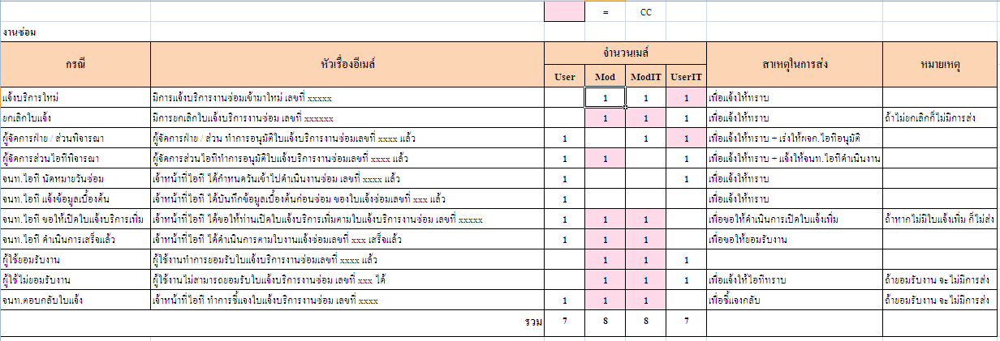 = CC
งานซ่อม
กรณี หัวเรื่องอีเมล์ จำนวนเมล์ สาเหตุในการส่ง หมายเหตุ
User Mod ModIT UserIT
แจ้งบริการใหม่ มีการแจ้งบริการงานซ่อมเข้ามาใหม่ เลขที่ xxxxx 1 1 1 เพื่อแจ้งให้ทราบ
ยกเลิกใบแจ้ง มีการยกเลิกใบแจ้งบริการงานซ่อม เลขที่ xxxxxx 1 1 1 เพื่อแจ้งให้ทราบ ถ้าไม่ยกเลิกก็ไม่มีการส่ง
ผู้จัดการฝ่าย / ส่วนพิจารณา ผู้จัดการฝ่าย / ส่วน ทำการอนุมัติใบแจ้งบริการงานซ่อมเลขที่ xxxx แล้ว 1 1 1 เพื่อแจ้งให้ทราบ + เร่งให้ผจก.ไอทีอนุมัติ
ผู้จัดการส่วนไอทีพิจารณา ผู้จัดการส่วนไอทีทำการอนุมัติใบแจ้งบริการงานซ่อมเลขที่ xxxx แล้ว 1 1 1 เพื่อแจ้งให้ทราบ + แจ้งให้จนท.ไอทีดำเนินงาน
จนท.ไอที นัดหมายวันซ่อม เจ้าหน้าที่ไอที ได้กำหนดวันเข้าไปดำเนินงานซ่อม เลขที่ xxxx แล้ว 1 1 เพื่อแจ้งให้ทราบ
จนท.ไอที แจ้งข้อมูลเบื้องต้น เจ้าหน้าที่ไอที ได้บันทึกข้อมูลเบื้องต้นก่อนซ่อม ของใบแจ้งซ่อมเลขที่ xxx แล้ว 1 เพื่อแจ้งให้ทราบ
จนท.ไอที ขอให้เปิดใบแจ้งบริการเพิ่ม เจ้าหน้าที่ไอที ได้ขอให้ท่านเปิดใบแจ้งบริการเพิ่มตามใบแจ้งบริการงานซ่อม เลขที่ xxxxx 1 1 1 เพื่อขอให้ดำเนินการเปิดใบแจ้งเพิ่ม ถ้าหากไม่มีใบแจ้งเพิ่ม ก็ไม่ส่ง
จนท.ไอที ดำเนินการเสร็จแล้ว เจ้าหน้าที่ไอที ได้ดำเนินการตามใบงานแจ้งซ่อมเลขที่ xxx เสร็จแล้ว 1 1 1 เพื่อขอให้ยอมรับงาน
ผู้ใช้ยอมรับงาน ผู้ใช้งานทำการยอมรับใบแจ้งบริการงานซ่อมเลขที่ xxxx แล้ว 1 1 1
ผู้ใช้ไม่ยอมรับงาน ผู้ใช้งานไม่สามารถยอมรับใบแจ้งบริการงานซ่อม เลขที่ xxx ได้ 1 1 1 เพื่อแจ้งให้ไอทีทราบ ถ้ายอมรับงาน จะไม่มีการส่ง
จนท.ตอบกลับใบแจ้ง เจ้าหน้าที่ไอที ทำการชี้แจงใบแจ้งบริการงานซ่อม เลขที่ xxxx 1 1 1 เพื่อชี้แจงกลับ ถ้ายอมรับงาน จะไม่มีการส่ง
รวม 7 8 8 7